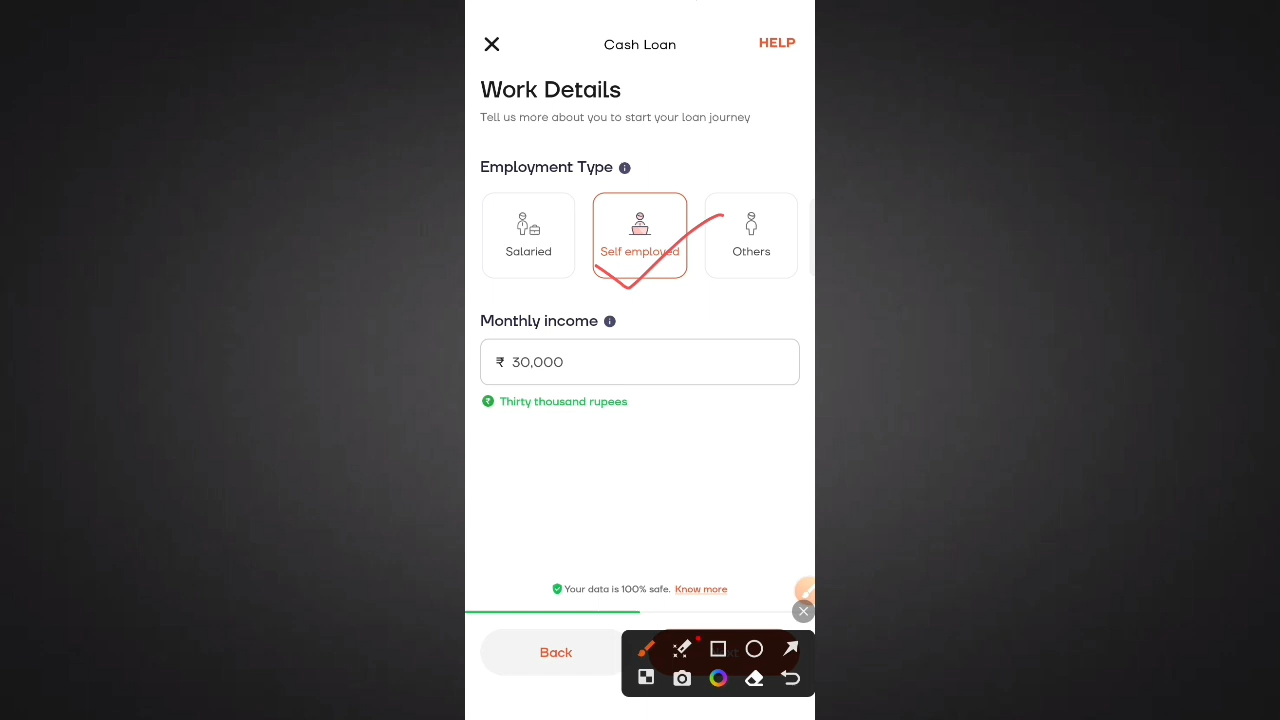 Cash Loan
HELP
Work Details
Tell us more about you to start your loan journey
Employment Type
Salaried
Self employed
Others
Monthly income
₹ 30,000
Thirty thousand rupees
Your data is 100% safe. Know more
Back